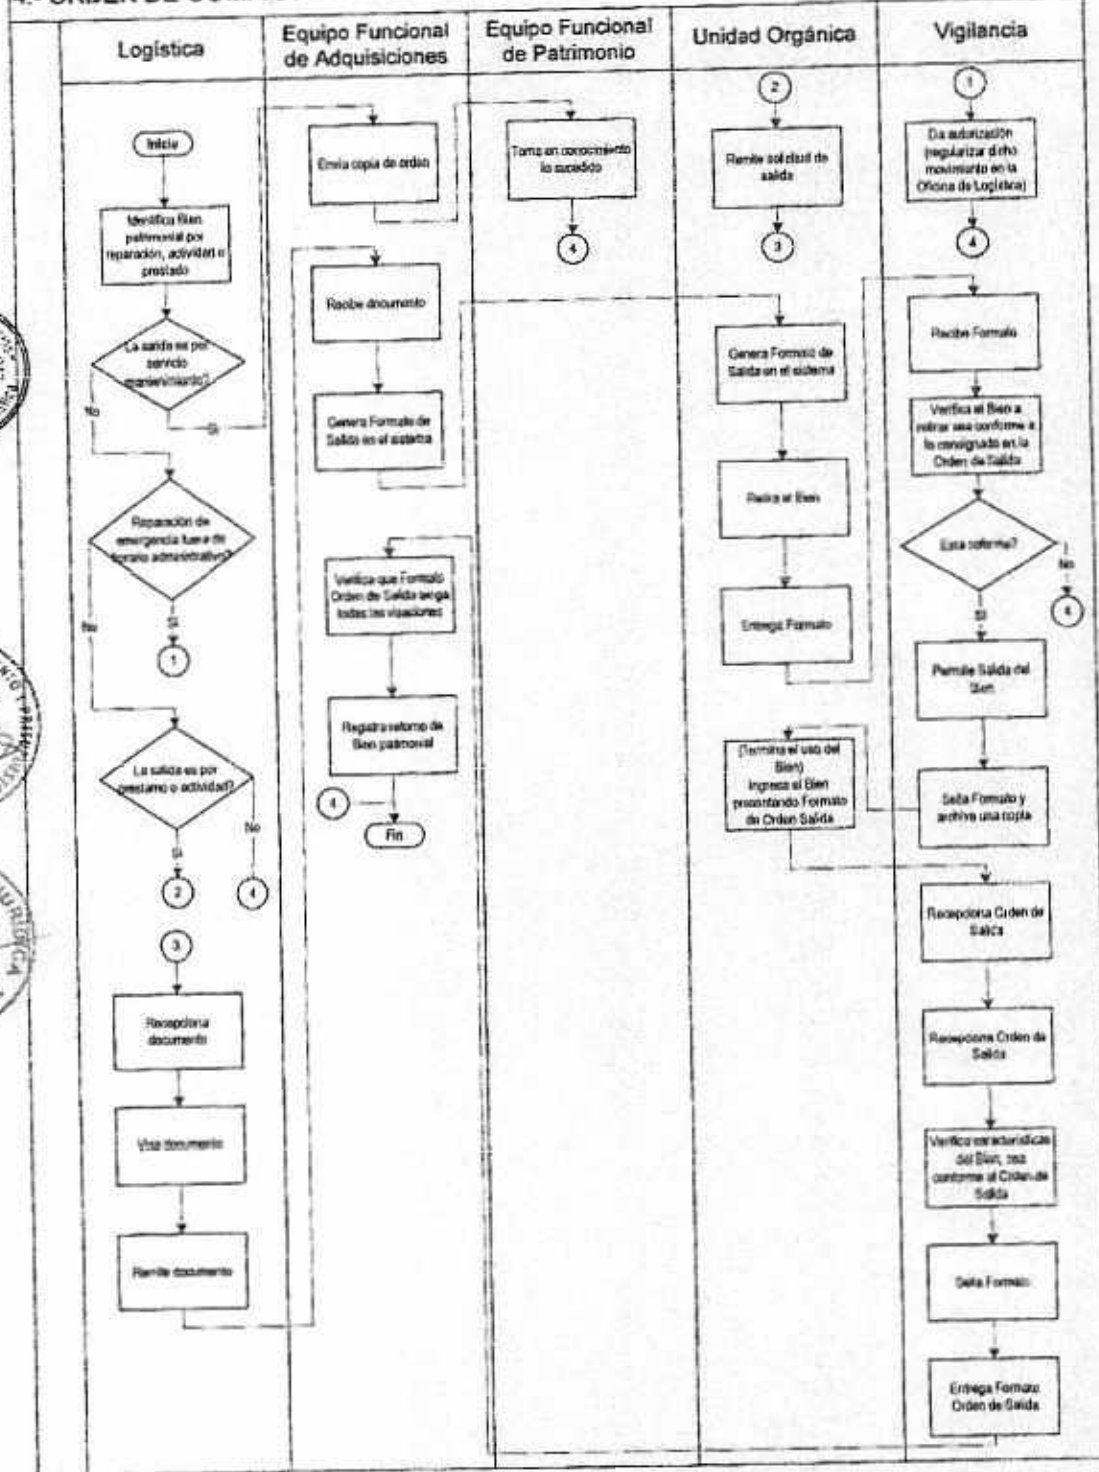 Logística
Equipo Funcional
de Adquisiciones
Equipo Funcional
de Patrimonio
Unidad Orgánica
Vigilancia
Inicio
Identifica Bien
patrimonial por
reparación, actividad o
prestado
La salida es por
servicio
mantenimiento?
No
Si
Reparación de
emergencia fuera de
horario administrativo?
No
Si
1
La salida es por
prestamo o actividad?
Si
No
2
4
3
Recepciona
documento
Visa documento
Remite documento
Envia copia de orden
Recibe documento
Genera Formato de
Salida en el sistema
Verifica que Formato
Orden de Salida tenga
todas las visaciones
Registra retorno de
Bien patrimonial
4
Fin
Toma en conocimiento
lo sucedido
4
2
Remite solicitud de
salida
3
Genera Formato de
Salida en el sistema
Retira el Bien
Entrega Formato
(Termina el uso del
Bien)
Ingresa el Bien
presentando Formato
de Orden Salida
1
Da autorización
(regularizar dicho
movimiento en la
Oficina de Logística)
4
Recibe Formato
Verifica el Bien a
retirar sea conforme a
lo consignado en la
Orden de Salida
Esta
No
4
Si
Permite Salida del
Bien
Sella Formato y
archiva una copia
Recepciona Orden de
Salida
Recepciona Orden de
Salida
Verifica características
del Bien, sea
conforme al Orden de
Salida
Sella Formato
Entrega Formato
Orden de Salida